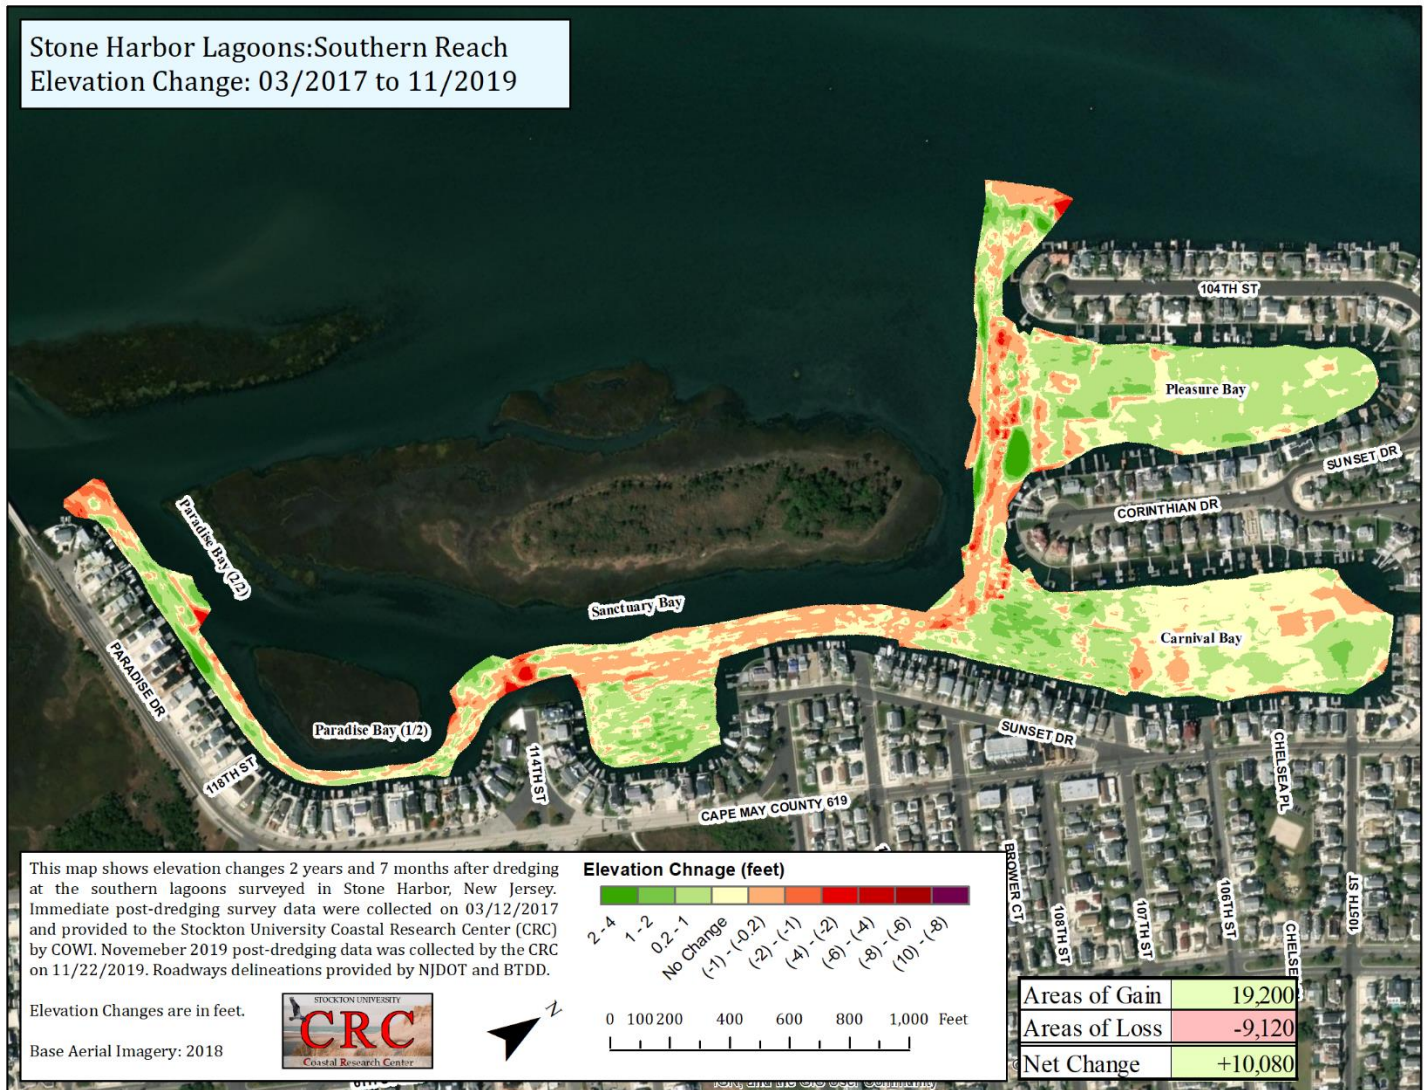 Stone Harbor Lagoons:Southern Reach
Elevation Change: 03/2017 to 11/2019
104TH ST
Pleasure Bay
SUNSET DR
CORINTHIAN DR
Paradise Bay (2/2)
Sanctuary Bay
Carnival Bay
PARADISE DR
Paradise Bay (1/2)
118TH ST
114TH ST
SUNSET DR
CAPE MAY COUNTY 619
CHELSEA PL
BROWER CT
108TH ST
107TH ST
106TH ST
105TH ST
This map shows elevation changes 2 years and 7 months after dredging
at the southern lagoons surveyed in Stone Harbor, New Jersey.
Immediate post-dredging survey data were collected on 03/12/2017
and provided to the Stockton University Coastal Research Center (CRC)
by COWI. Novemeber 2019 post-dredging data was collected by the CRC
on 11/22/2019. Roadways delineations provided by NJDOT and BTDD.
Elevation Changes are in feet.
Base Aerial Imagery: 2018
STOCKTON UNIVERSITY
CRC
Coastal Research Center
N
Elevation Chnage (feet)
2 - 4
1 - 2
0.2 - 1
No Change
(-1) - (-0.2)
(-2) - (-1)
(-4) - (-2)
(-6) - (-4)
(-8) - (-6)
(10) - (-8)
0 100 200 400 600 800 1,000 Feet
Areas of Gain 19,200
Areas of Loss -9,120
Net Change +10,080